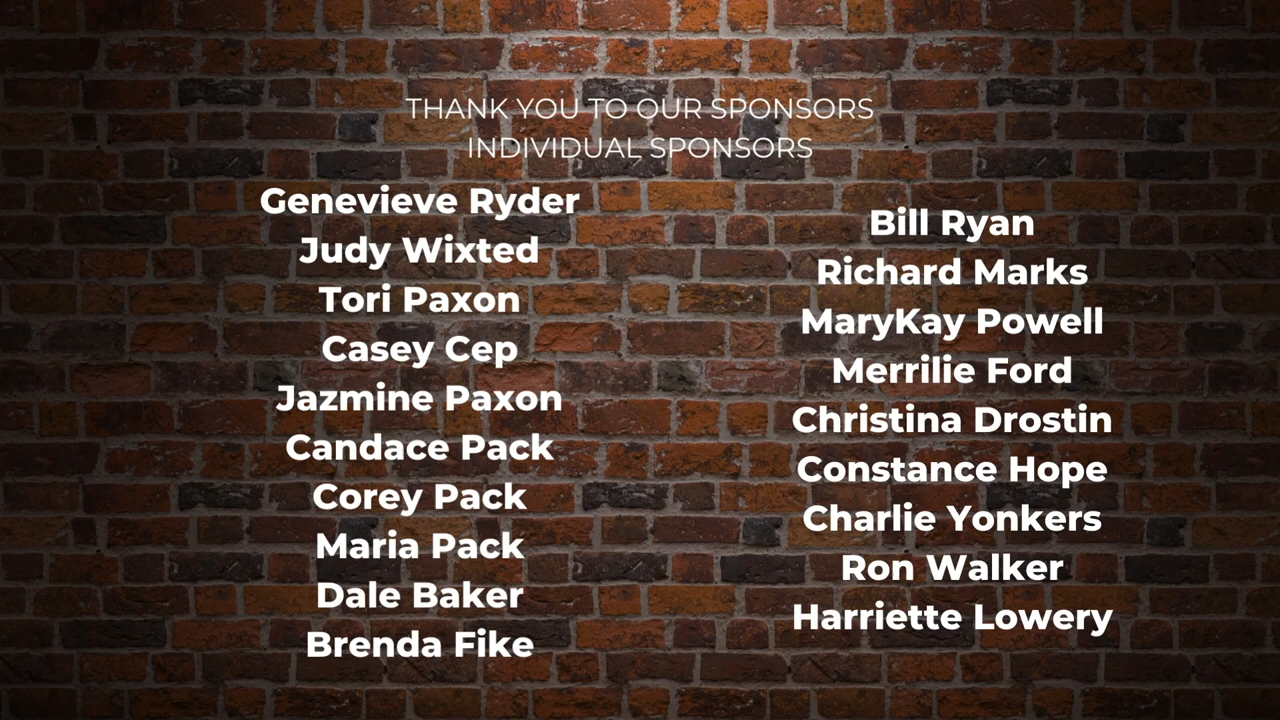 THANK YOU TO OUR SPONSORS
INDIVIDUAL SPONSORS
Genevieve Ryder
Judy Wixted
Tori Paxon
Casey Cep
Jazmine Paxon
Candace Pack
Corey Pack
Maria Pack
Dale Baker
Brenda Fike
Bill Ryan
Richard Marks
MaryKay Powell
Merrilie Ford
Christina Drostin
Constance Hope
Charlie Yonkers
Ron Walker
Harriette Lowery